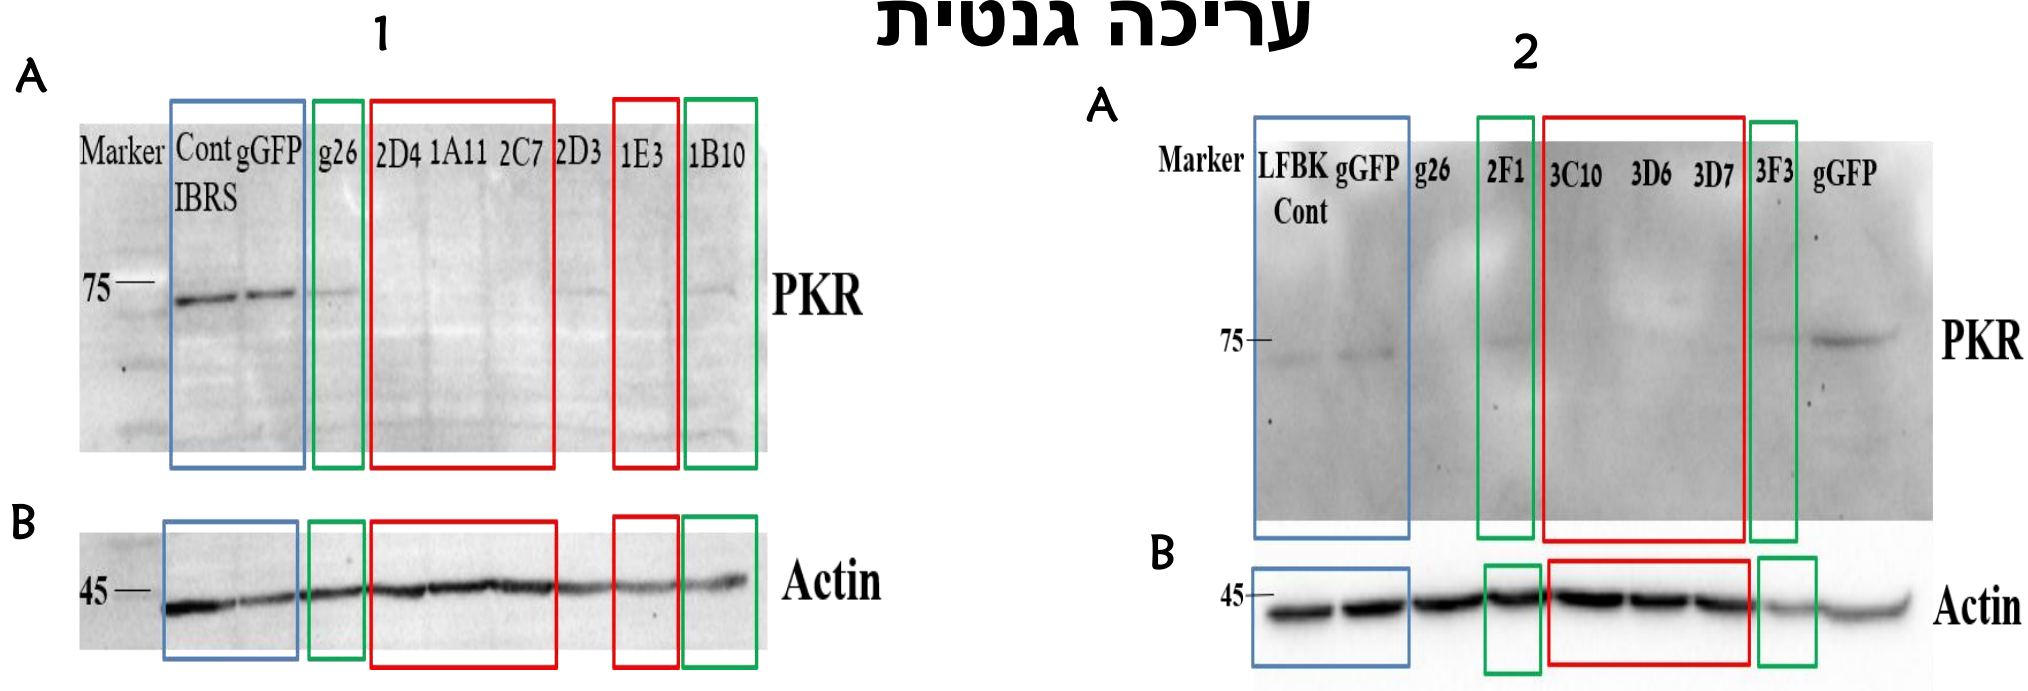 עריכה גנטית
1
A
Marker Cont gGFP g26 2D4 1A11 2C7 2D3 1E3 1B10
IBRS
75
PKR
B
45
Actin
2
A
Marker LFBK gGFP g26 2F1 3C10 3D6 3D7 3F3 gGFP
Cont
75
PKR
B
45
Actin